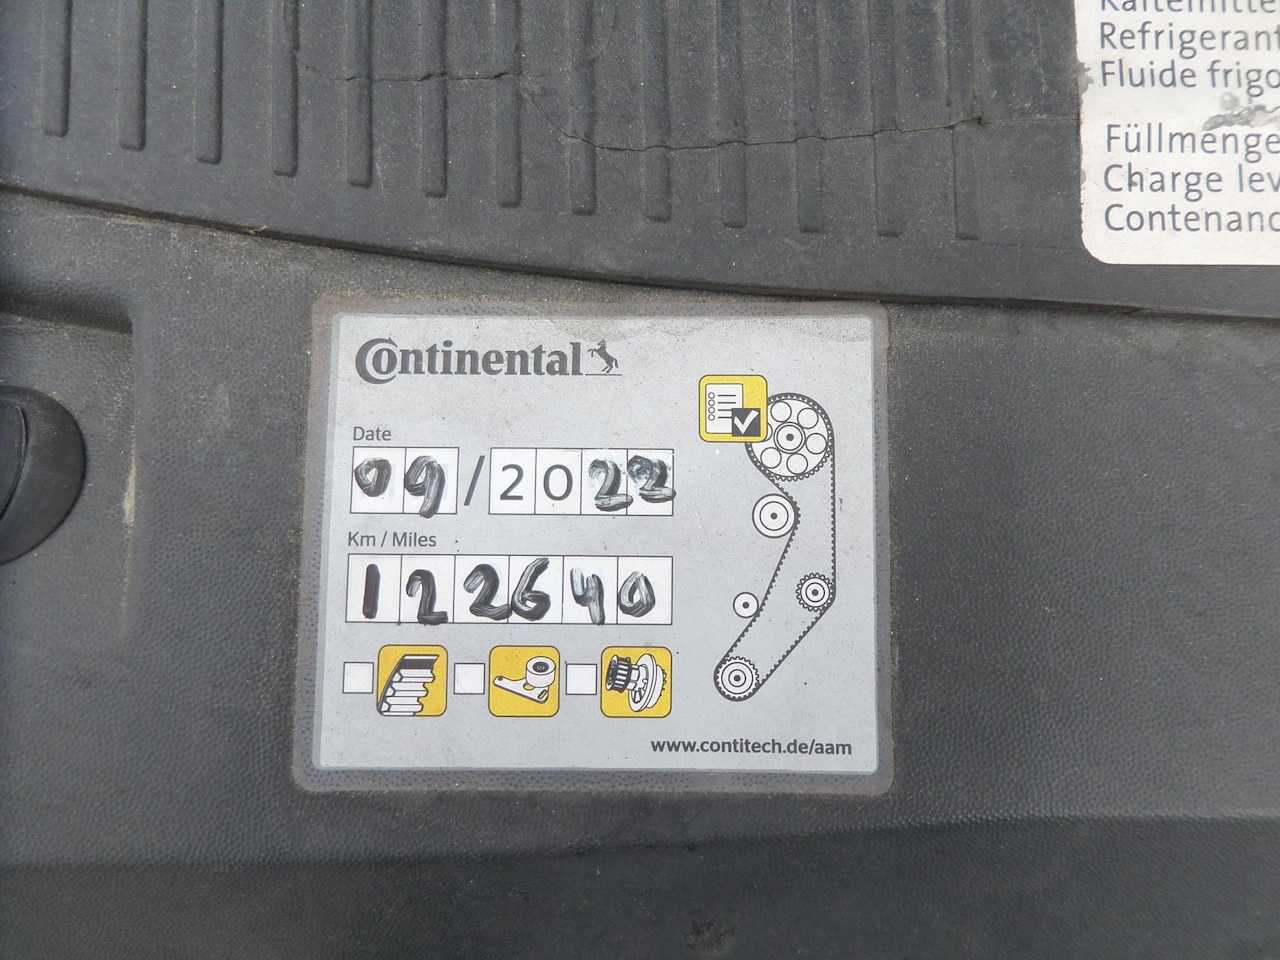 Refrigerant
Fluide frigo
Füllmenge
Charge lev
Contenanc
Continental
Date
09/2022
Km / Miles
122640
www.contitech.de/aam